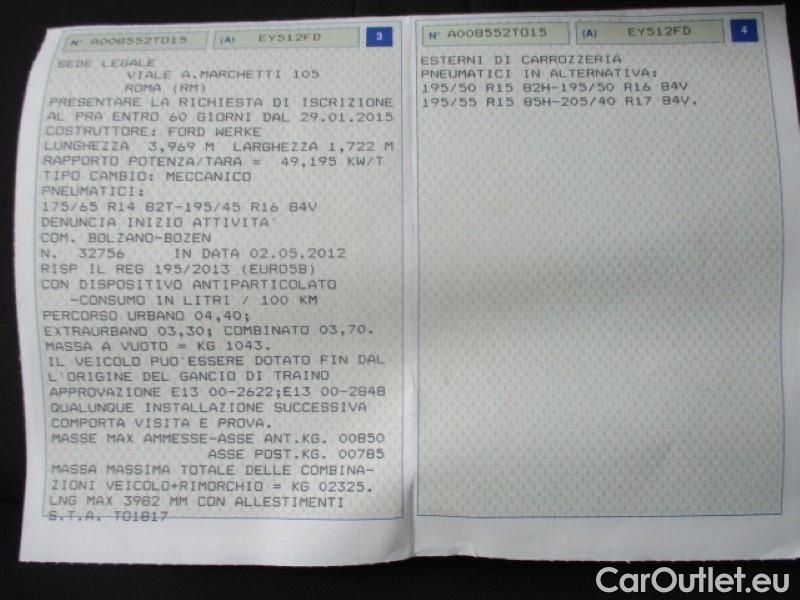 N° A008552TO15 (A) EY512FD 3
SEDE LEGALE
VIALE A.MARCHETTI 105
ROMA (RM)
PRESENTARE LA RICHIESTA DI ISCRIZIONE
AL PRA ENTRO 60 GIORNI DAL 29.01.2015
COSTRUTTORE: FORD WERKE
LUNGHEZZA 3,969 M LARGHEZZA 1,722 M
RAPPORTO POTENZA/TARA = 49,195 KW/T
TIPO CAMBIO: MECCANICO
PNEUMATICI:
175/65 R14 82T-195/45 R16 84V
DENUNCIA INIZIO ATTIVITA'
COM. BOLZANO-BOZEN
N. 32756 IN DATA 02.05.2012
RISP IL REG 195/2013 (EURO5B)
CON DISPOSITIVO ANTIPARTICOLATO
-CONSUMO IN LITRI / 100 KM
PERCORSO URBANO 04,40;
EXTRAURBANO 03,30; COMBINATO 03,70.
MASSA A VUOTO = KG 1043.
IL VEICOLO PUO'ESSERE DOTATO FIN DAL
L'ORIGINE DEL GANCIO DI TRAINO
APPROVAZIONE E13 00-2622;E13 00-2848
QUALUNQUE INSTALLAZIONE SUCCESSIVA
COMPORTA VISITA E PROVA.
MASSE MAX AMMESSE-ASSE ANT.KG. 00850
ASSE POST.KG. 00785
MASSA MASSIMA TOTALE DELLE COMBINA-
ZIONI VEICOLO+RIMORCHIO = KG 02325.
LNG MAX 3982 MM CON ALLESTIMENTI
S.T.A. TO1817
N° A008552TO15 (A) EY512FD 4
ESTERNI DI CARROZZERIA
PNEUMATICI IN ALTERNATIVA:
195/50 R15 82H-195/50 R16 84V
195/55 R15 85H-205/40 R17 84V.
CarOutlet.eu